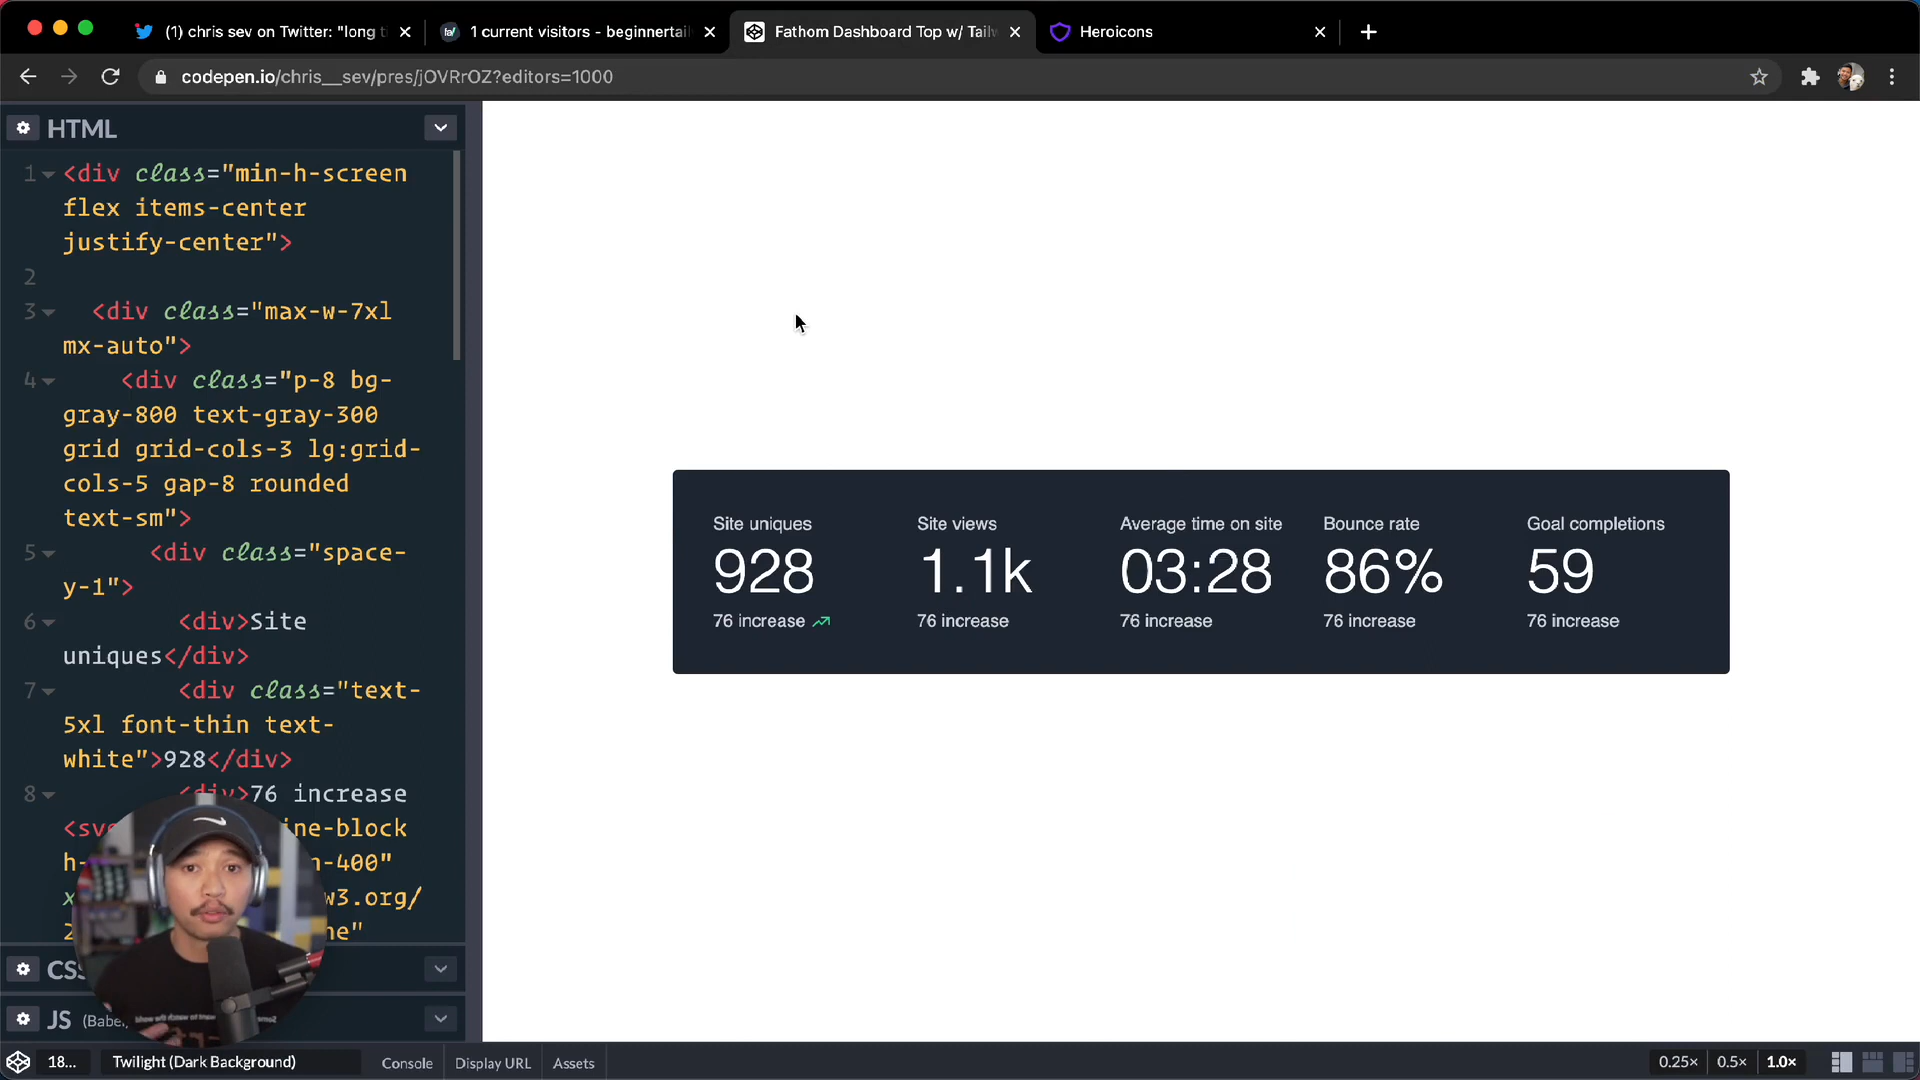 (1) chris sev on Twitter: "long t
1 current visitors - beginnertail
Fathom Dashboard Top w/ Tailw
Heroicons
codepen.io/chris__sev/pres/jOVRrOZ?editors=1000
HTML
1 <div class="min-h-screen
flex items-center
justify-center">
2
3 <div class="max-w-7xl
mx-auto">
4 <div class="p-8 bg-
gray-800 text-gray-300
grid grid-cols-3 lg:grid-
cols-5 gap-8 rounded
text-sm">
5 <div class="space-
y-1">
6 <div>Site
uniques</div>
7 <div class="text-
5xl font-thin text-
white">928</div>
8 <div>76 increase
ine-block
h-
n-400"
w3.org/
2
ne"
CSS
JS (Babel
Site uniques
928
76 increase
Site views
1.1k
76 increase
Average time on site
03:28
76 increase
Bounce rate
86%
76 increase
Goal completions
59
76 increase
18...
Twilight (Dark Background)
Console
Display URL
Assets
0.25×
0.5×
1.0×